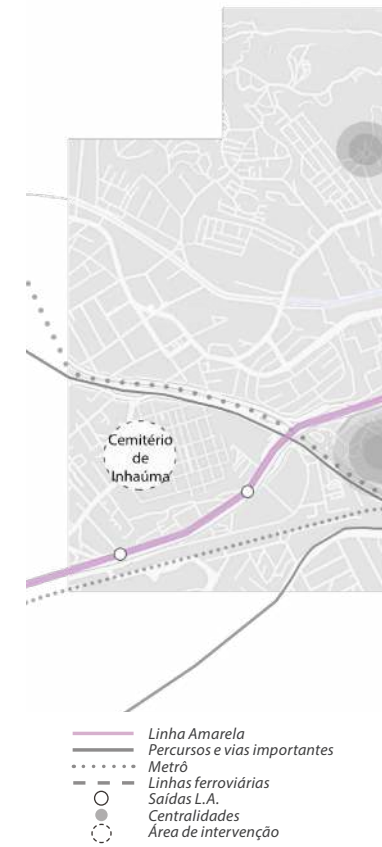 Cemitério
de
Inhaúma
Linha Amarela
Percursos e vias importantes
Metrô
Linhas ferroviárias
Saídas L.A.
Centralidades
Área de intervenção